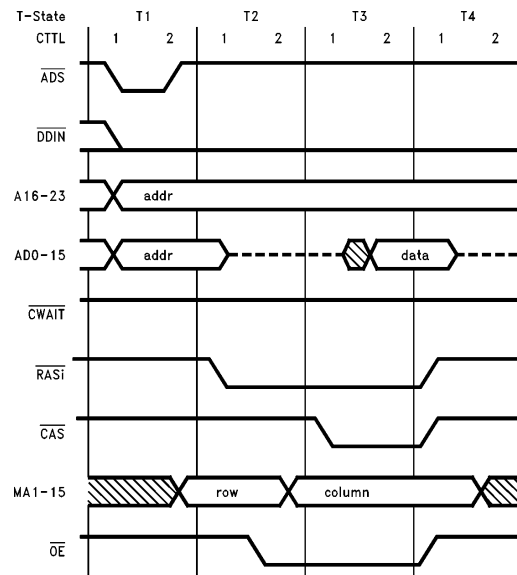 T-State T1 T2 T3 T4
CTTL 1 2 1 2 1 2 1 2
ADS
DDIN
A16-23 addr
AD0-15 addr data
CWAIT
RASi
CAS
MA1-15 row column
OE